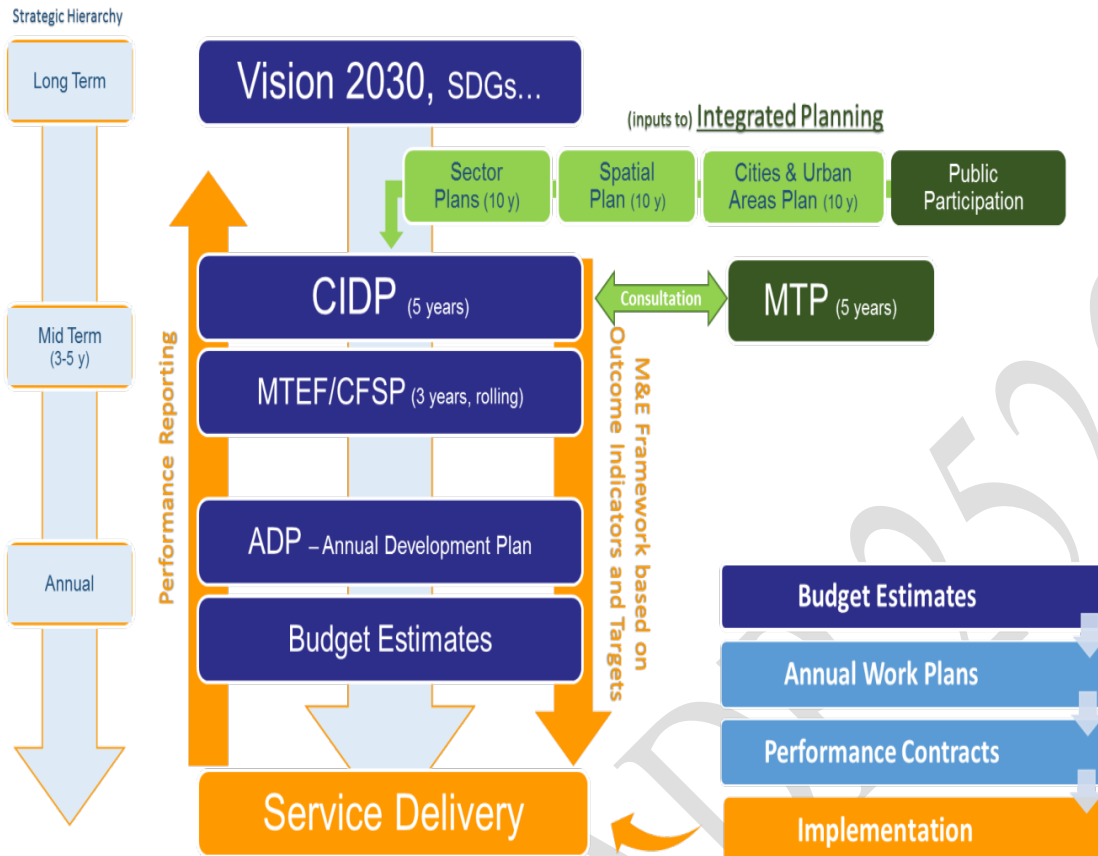 Strategic Hierarchy
Long Term
Vision 2030, SDGs...
(inputs to) Integrated Planning
Sector
Plans (10 y)
Spatial
Plan (10 y)
Cities & Urban
Areas Plan (10 y)
Public
Participation
CIDP (5 years)
Consultation
MTP (5 years)
Mid Term
(3-5 y)
MTEF/CFSP (3 years, rolling)
Performance Reporting
M&E Framework based on
Outcome Indicators and Targets
ADP – Annual Development Plan
Annual
Budget Estimates
Service Delivery
Budget Estimates
Annual Work Plans
Performance Contracts
Implementation